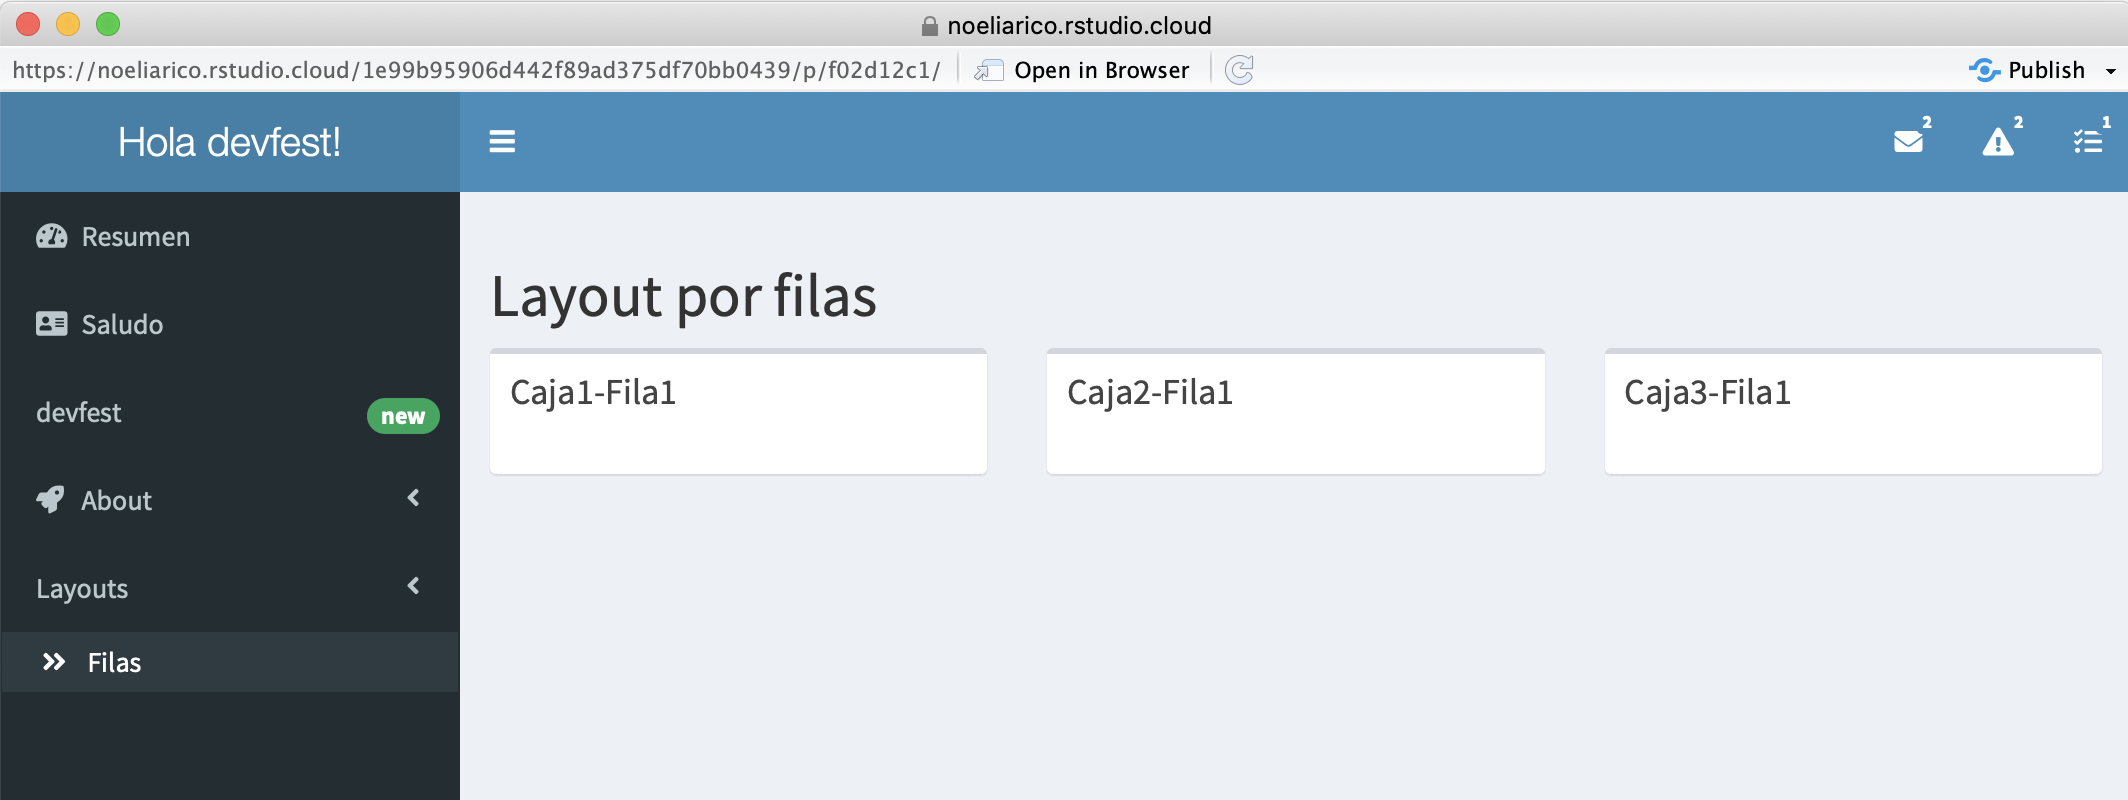 noeliarico.rstudio.cloud
https://noeliarico.rstudio.cloud/1e99b95906d442f89ad375df70bb0439/p/f02d12c1/ Open in Browser Publish
Hola devfest! 2 2 1
Resumen
Saludo
devfest new
About
Layouts
Filas
Layout por filas
Caja1-Fila1 Caja2-Fila1 Caja3-Fila1